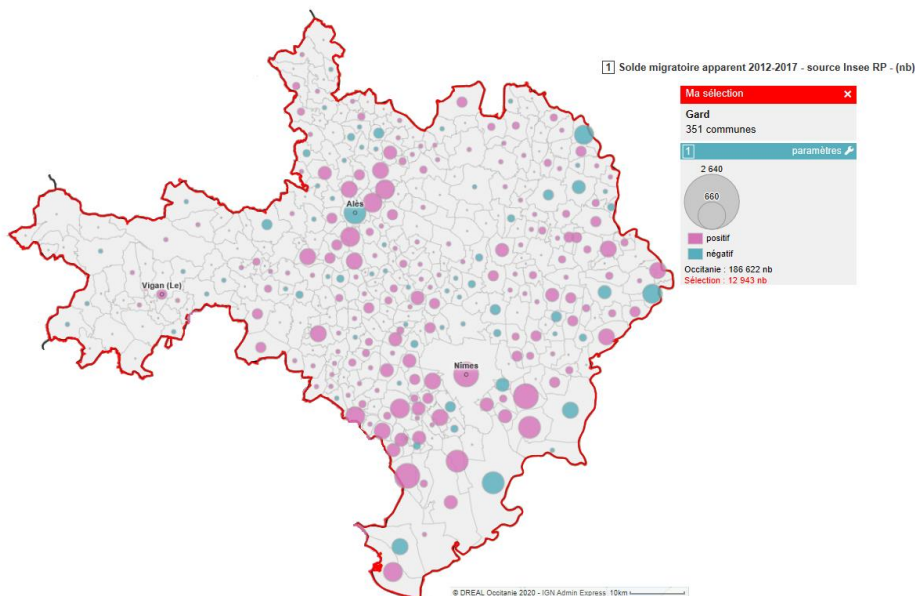 1 Solde migratoire apparent 2012-2017 - source Insee RP - (nb)
Ma sélection ×
Gard
351 communes
1 paramètres
2 640
660
positif
négatif
Occitanie : 186 622 nb
Sélection : 12 943 nb
Alès
Vigan (Le)
Nîmes
© DREAL Occitanie 2020 - IGN Admin Express 10km